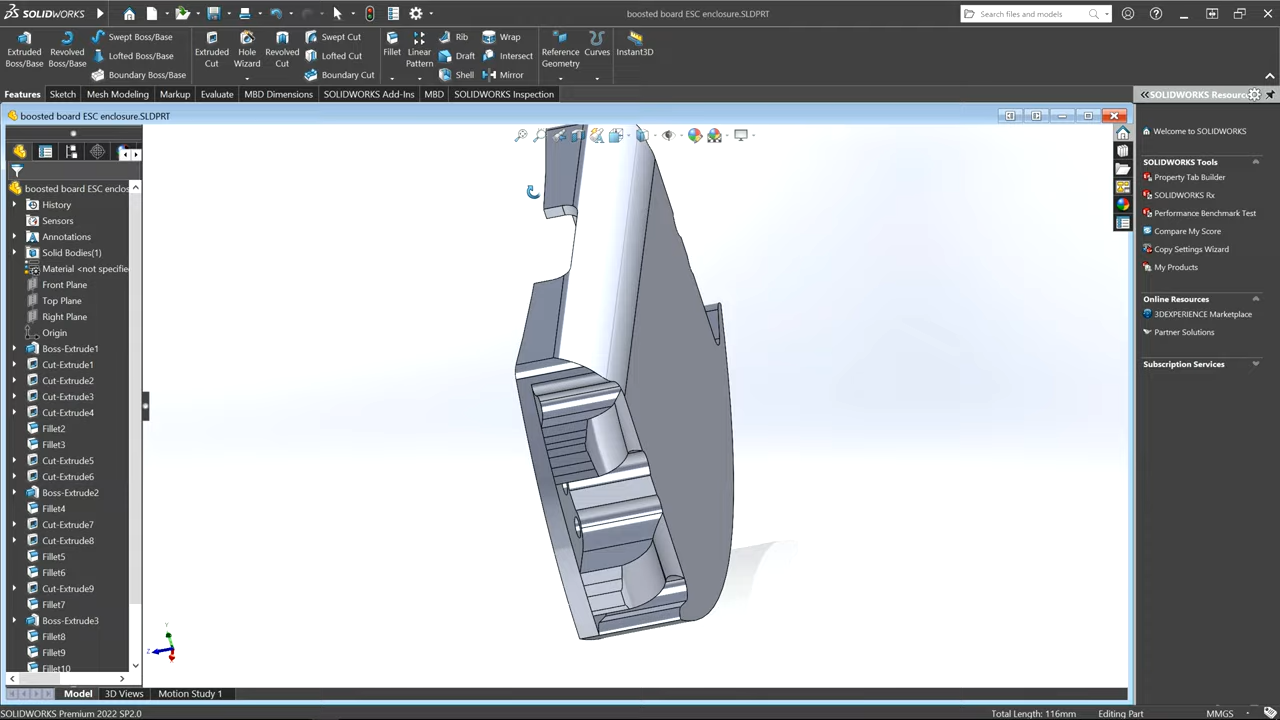 SOLIDWORKS
boosted board ESC enclosure.SLDPRT
Search files and models
Extruded Boss/Base
Revolved Boss/Base
Swept Boss/Base
Lofted Boss/Base
Boundary Boss/Base
Extruded Cut
Hole Wizard
Revolved Cut
Swept Cut
Lofted Cut
Boundary Cut
Fillet
Linear Pattern
Rib
Draft
Shell
Wrap
Intersect
Mirror
Reference Geometry
Curves
Instant3D
Features
Sketch
Mesh Modeling
Markup
Evaluate
MBD Dimensions
SOLIDWORKS Add-Ins
MBD
SOLIDWORKS Inspection
boosted board ESC enclosure.SLDPRT
boosted board ESC enclos
History
Sensors
Annotations
Solid Bodies(1)
Material <not specifie
Front Plane
Top Plane
Right Plane
Origin
Boss-Extrude1
Cut-Extrude1
Cut-Extrude2
Cut-Extrude3
Cut-Extrude4
Fillet2
Fillet3
Cut-Extrude5
Cut-Extrude6
Boss-Extrude2
Fillet4
Cut-Extrude7
Cut-Extrude8
Fillet5
Fillet6
Cut-Extrude9
Fillet7
Boss-Extrude3
Fillet8
Fillet9
Fillet10
Y
Z
SOLIDWORKS Resourc
Welcome to SOLIDWORKS
SOLIDWORKS Tools
Property Tab Builder
SOLIDWORKS Rx
Performance Benchmark Test
Compare My Score
Copy Settings Wizard
My Products
Online Resources
3DEXPERIENCE Marketplace
Partner Solutions
Subscription Services
Model
3D Views
Motion Study 1
SOLIDWORKS Premium 2022 SP2.0
Total Length: 116mm
Editing Part
MMGS